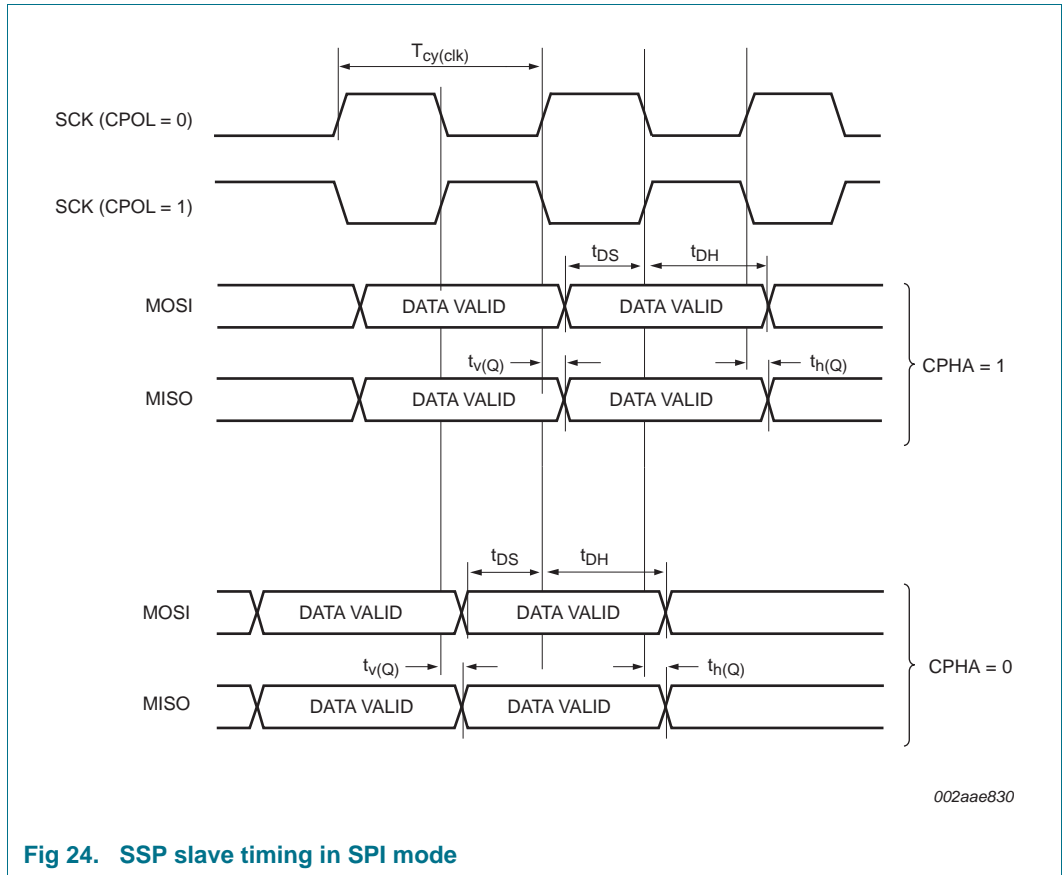 Tcy(clk)
SCK (CPOL = 0)
SCK (CPOL = 1)
tDS tDH
MOSI DATA VALID DATA VALID
tv(Q) th(Q)
MISO DATA VALID DATA VALID
CPHA = 1
tDS tDH
MOSI DATA VALID DATA VALID
tv(Q) th(Q)
MISO DATA VALID DATA VALID
CPHA = 0
002aae830
Fig 24. SSP slave timing in SPI mode